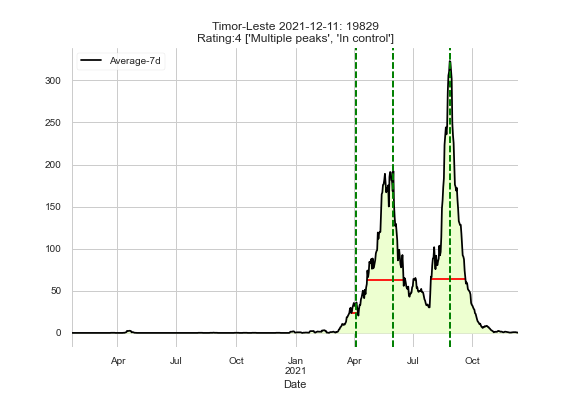 Timor-Leste 2021-12-11: 19829
Rating:4 ['Multiple peaks', 'In control']
Average-7d
300
250
200
150
100
50
0
Apr Jul Oct Jan Apr Jul Oct
2021
Date